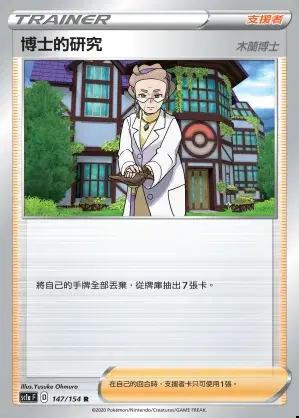 TRAINER
支援者
博士的研究
木蘭博士
將自己的手牌全部丟棄，從牌庫抽出7張卡。
Illus.Yusuke Ohmura
sc1a F D 147/154 R
在自己的回合時，支援者卡只可使用1張。
©2020 Pokémon/Nintendo/Creatures/GAME FREAK.